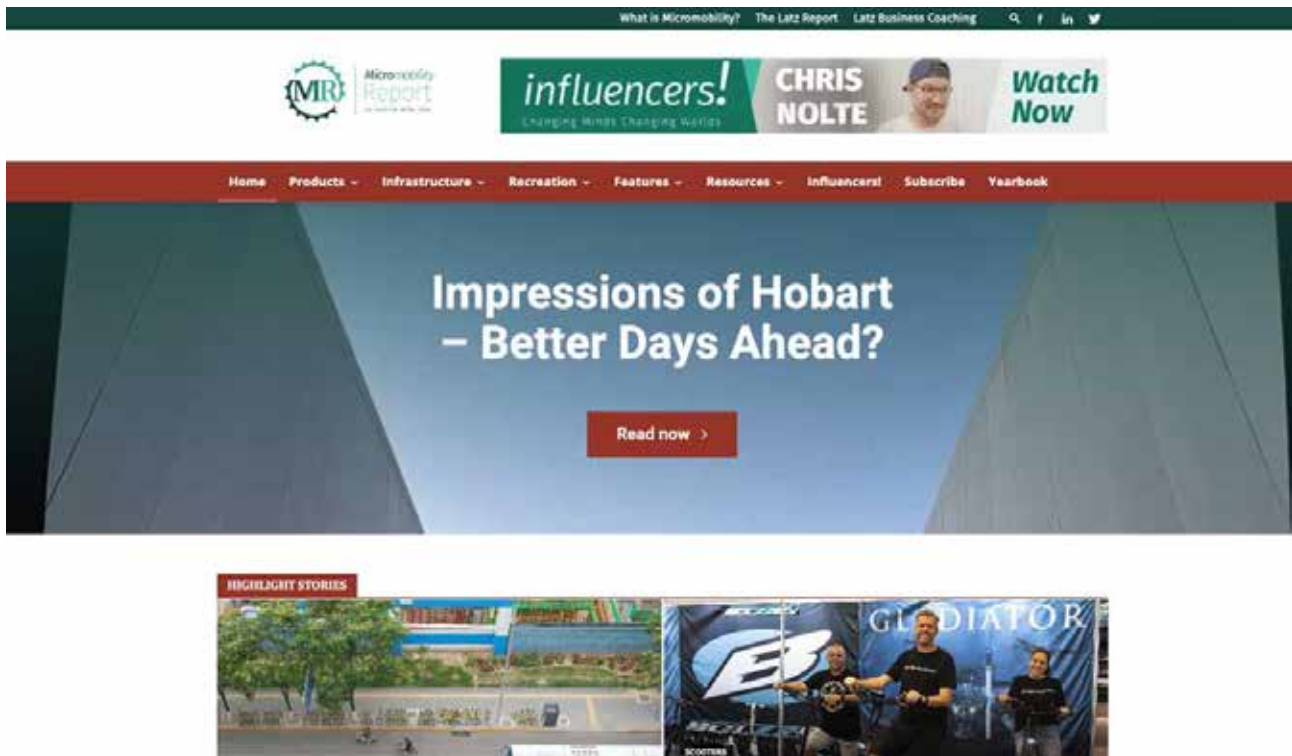 What is Micromobility? The Latz Report Latz Business Coaching
MR
Micromobility
Report
influencers!
Changing Minds Changing Worlds
CHRIS
NOLTE
Watch
Now
Home Products Infrastructure Recreation Features Resources Influencers! Subscribe Yearbook
Impressions of Hobart
– Better Days Ahead?
Read now
HIGHLIGHT STORIES
B
GLADIATOR
SCOOTERS